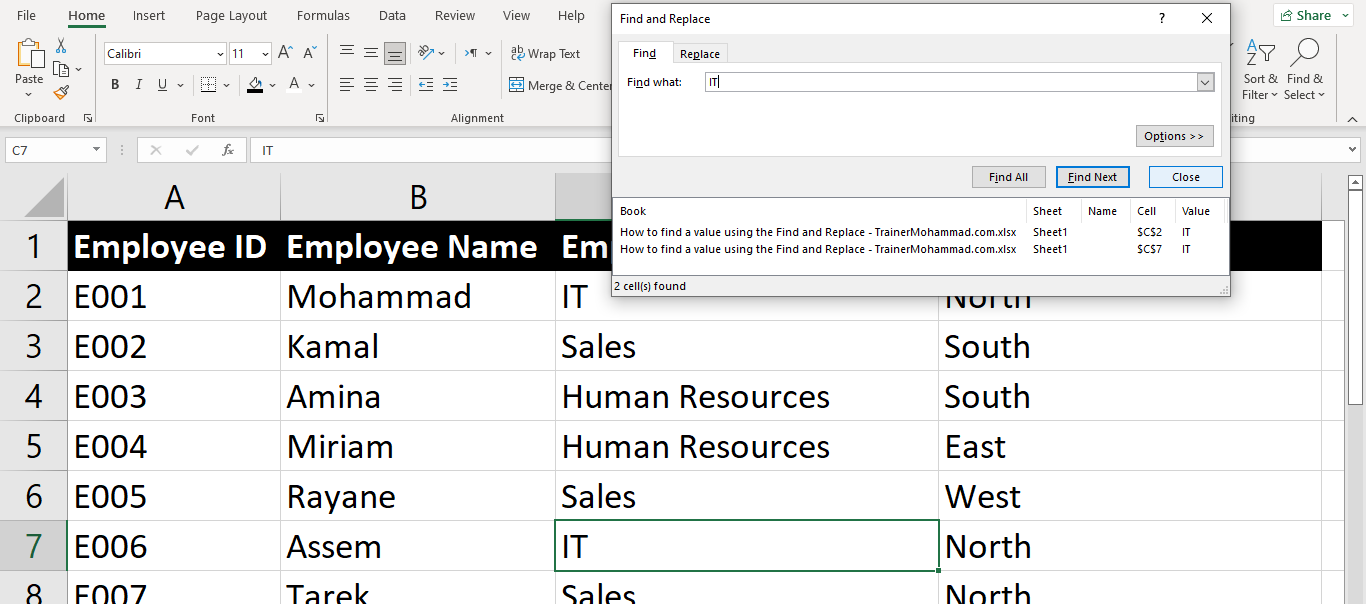 File Home Insert Page Layout Formulas Data Review View Help
Find and Replace ? 
Share
Find Replace
Find what: IT
Options >>
Find All Find Next Close
Book Sheet Name Cell Value
How to find a value using the Find and Replace - TrainerMohammad.com.xlsx Sheet1 $C$2 IT
How to find a value using the Find and Replace - TrainerMohammad.com.xlsx Sheet1 $C$7 IT
2 cell(s) found
Paste
Calibri 11 A A
B I U A
ab Wrap Text
Merge & Center
Sort & Filter
Find & Select
Clipboard Font Alignment iting
C7 fx IT
A B
1 Employee ID Employee Name Em
2 E001 Mohammad IT North
3 E002 Kamal Sales South
4 E003 Amina Human Resources South
5 E004 Miriam Human Resources East
6 E005 Rayane Sales West
7 E006 Assem IT North
8 E007 Tarek Sales North